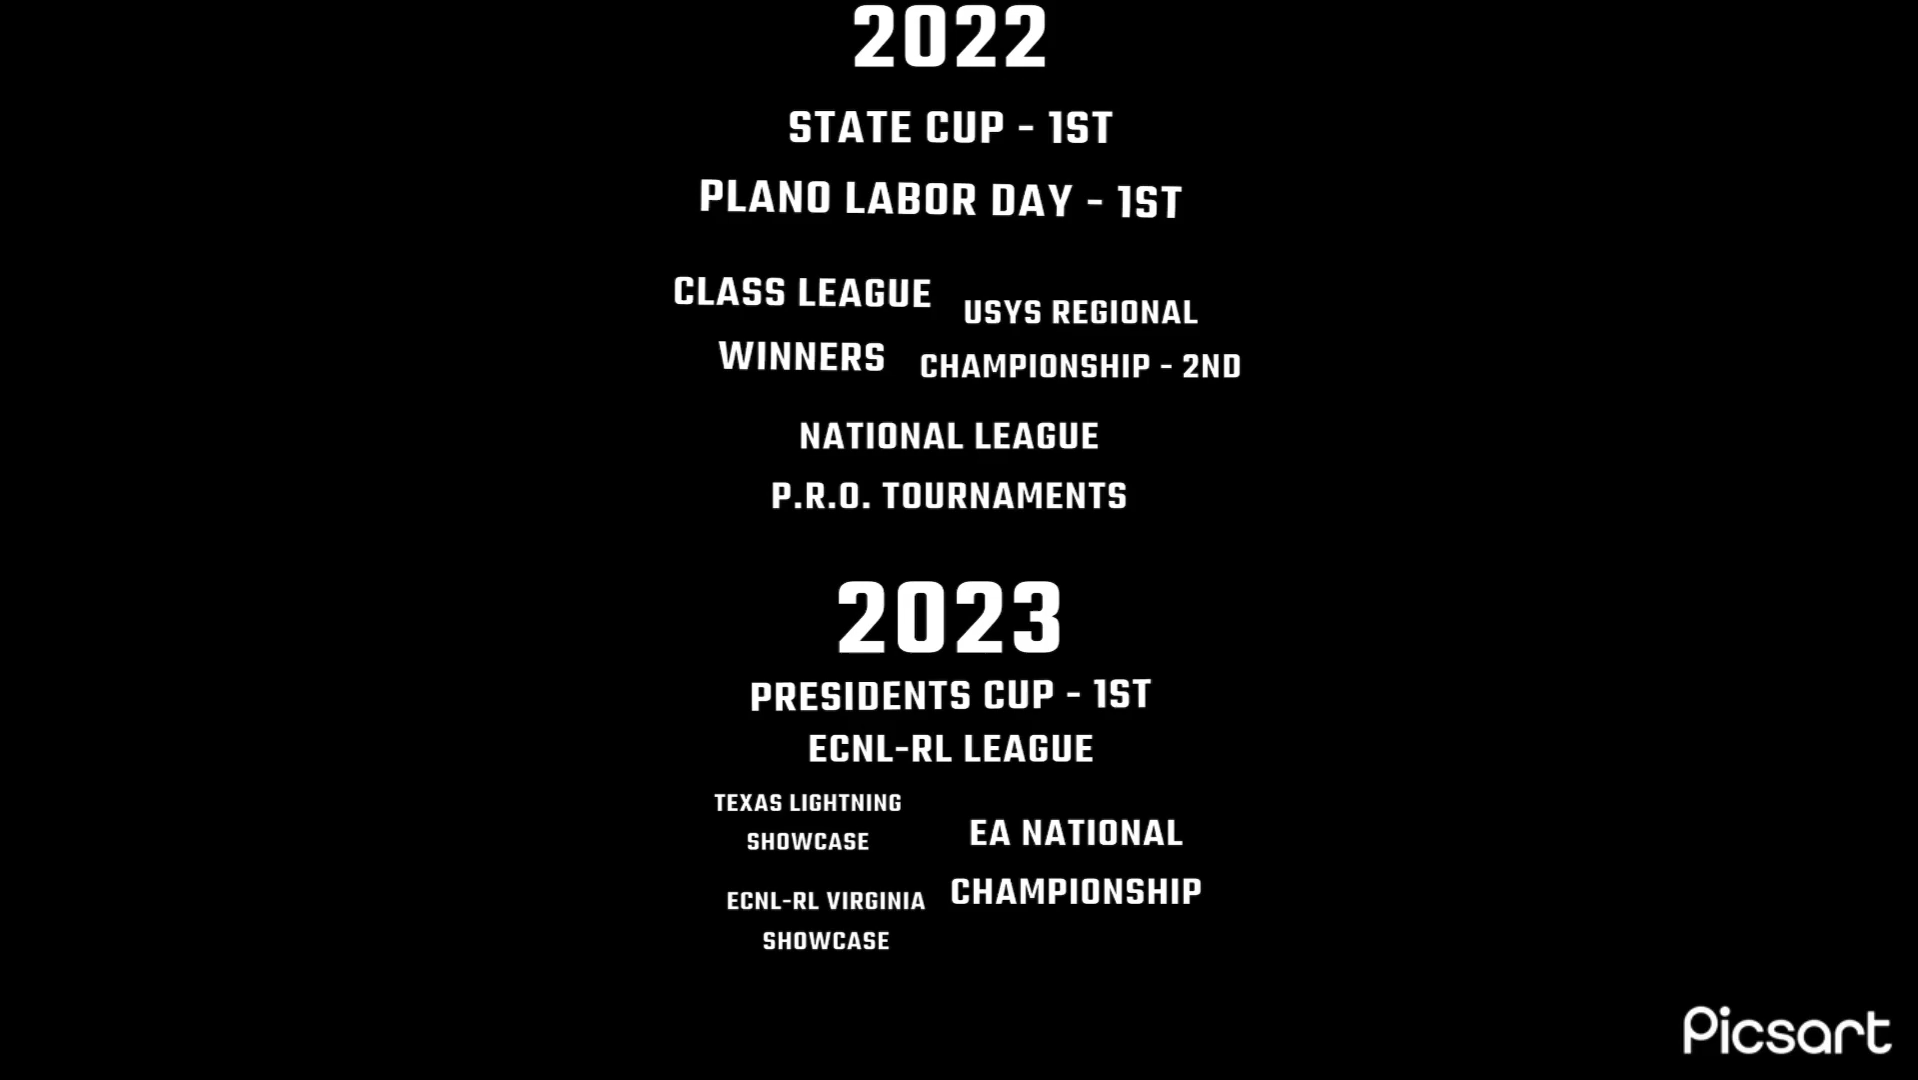 2022
STATE CUP - 1ST
PLANO LABOR DAY - 1ST
CLASS LEAGUE
WINNERS
USYS REGIONAL
CHAMPIONSHIP - 2ND
NATIONAL LEAGUE
P.R.O. TOURNAMENTS
2023
PRESIDENTS CUP - 1ST
ECNL-RL LEAGUE
TEXAS LIGHTNING
SHOWCASE
EA NATIONAL
CHAMPIONSHIP
ECNL-RL VIRGINIA
SHOWCASE
Picsart